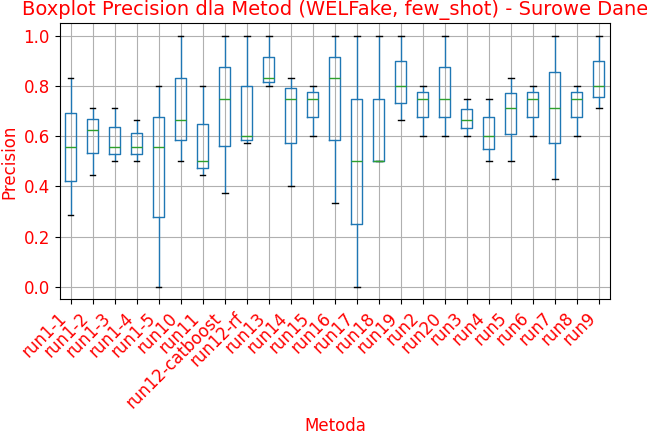 Boxplot Precision dla Metod (WELFake, few_shot) - Surowe Dane
1.0
0.8
0.6
0.4
0.2
0.0
Precision
run1-1
run1-2
run1-3
run1-4
run1-5
run10
run11
run12-catboost
run12-rf
run13
run14
run15
run16
run17
run18
run19
run2
run20
run3
run4
run5
run6
run7
run8
run9
Metoda